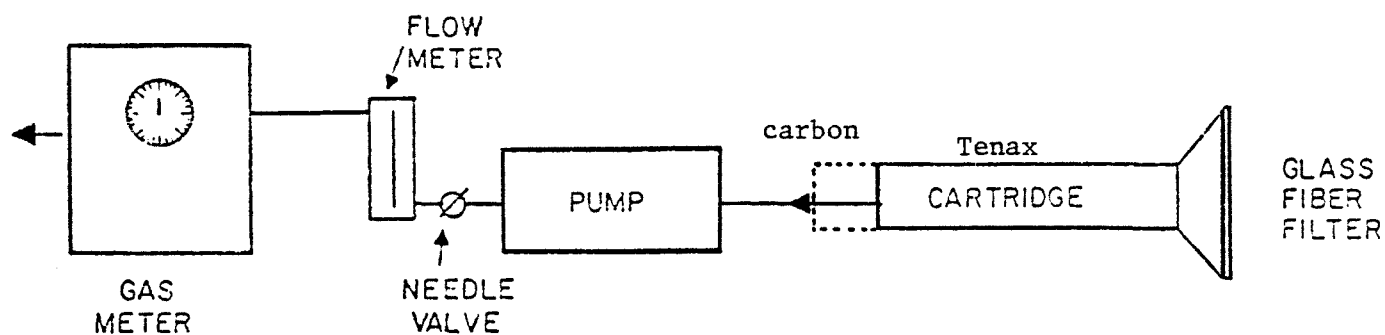 FLOW
METER
carbon
Tenax
CARTRIDGE
PUMP
GLASS
FIBER
FILTER
GAS
METER
NEEDLE
VALVE